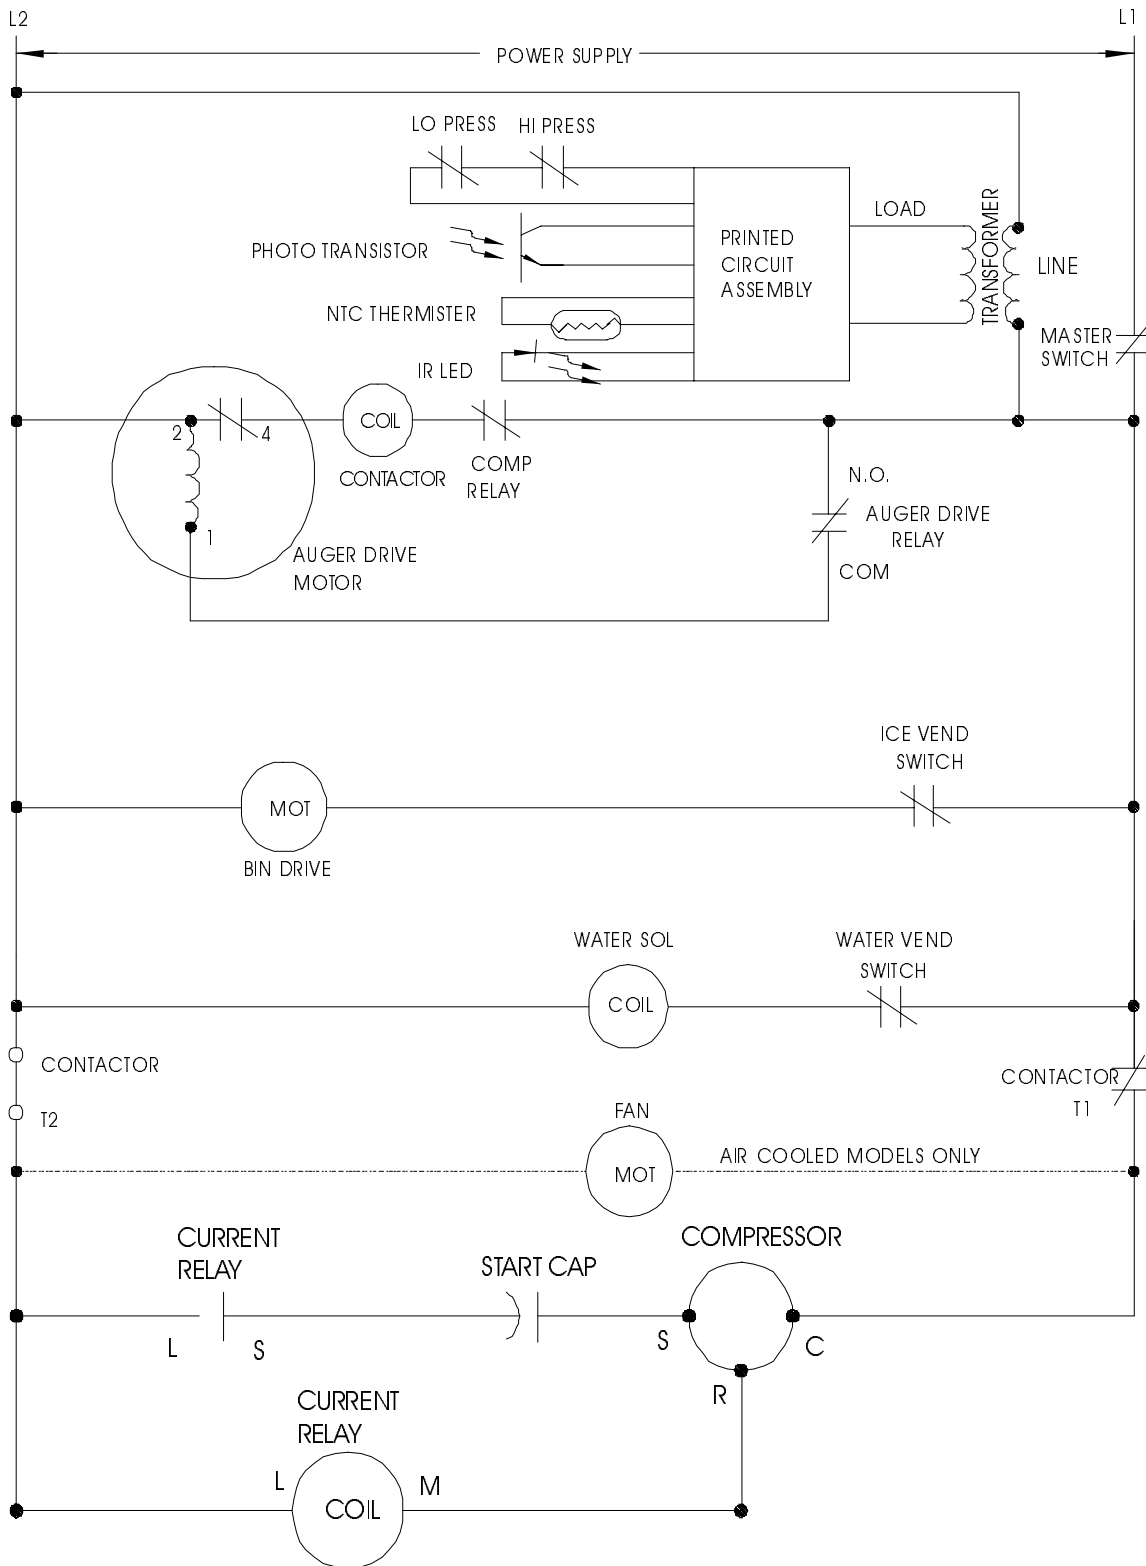 L2
L1
POWER SUPPLY
LO PRESS
HI PRESS
LOAD
TRANSFORMER
PHOTO TRANSISTOR
PRINTED
CIRCUIT
ASSEMBLY
LINE
NTC THERMISTER
MASTER
SWITCH
IR LED
2
4
COIL
CONTACTOR
COMP
RELAY
N.O.
AUGER DRIVE
RELAY
1
AUGER DRIVE
MOTOR
COM
ICE VEND
SWITCH
MOT
BIN DRIVE
WATER SOL
WATER VEND
SWITCH
COIL
CONTACTOR
CONTACTOR
T1
T2
FAN
MOT
AIR COOLED MODELS ONLY
CURRENT
RELAY
START CAP
COMPRESSOR
L
S
S
C
R
CURRENT
RELAY
L
M
COIL